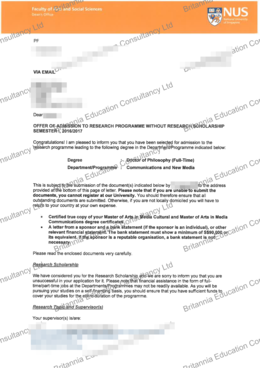 Faculty of Arts and Social Sciences
NUS
National University
of Singapore
Britannia Education Consultancy Ltd
PP
VIA EMAIL
Dear
OFFER OF ADMISSION TO RESEARCH PROGRAMME WITHOUT RESEARCH SCHOLARSHIP
SEMESTER I, 2016/2017
Congratulations! I am pleased to inform you that you have been selected for admission to the
research programme leading to the following degree in the Department/Programme indicated below:
Degree : Doctor of Philosophy (Full-Time)
Department/Programme : Communications and New Media
This is subject to the submission of the document(s) indicated below by to the address
provided at the bottom of this page of letter. Please note that if you are unable to submit the
documents, you cannot register at our University. You should therefore ensure that all
outstanding documents are submitted. Otherwise, if you are not locally domiciled you will have to
return to your country at your own expense.
• Certified true copy of your Master of Arts in Media Cultural and Master of Arts in Media
Communications degree certificates.
• A letter from a sponsor and a bank statement (if the sponsor is an individual), or other
relevant financial statement. The bank statement must show a minimum of or
its equivalent. If the sponsor is a reputable organisation, a bank statement is not
necessary.
Please read the enclosed documents very carefully.
Research Scholarship
We have considered you for the Research Scholarship and we are sorry to inform you that you are
unsuccessful in your application for it. Please note that financial assistance in the form of full-
time/part-time jobs at the Departments/Programmes may not be readily available. As you will be
pursuing your studies on a self-financing basis, you should ensure that you have sufficient funds to
cover your studies for the entire duration of the programme.
Research Topic and Supervisor(s)
Your supervisor(s) is/are: